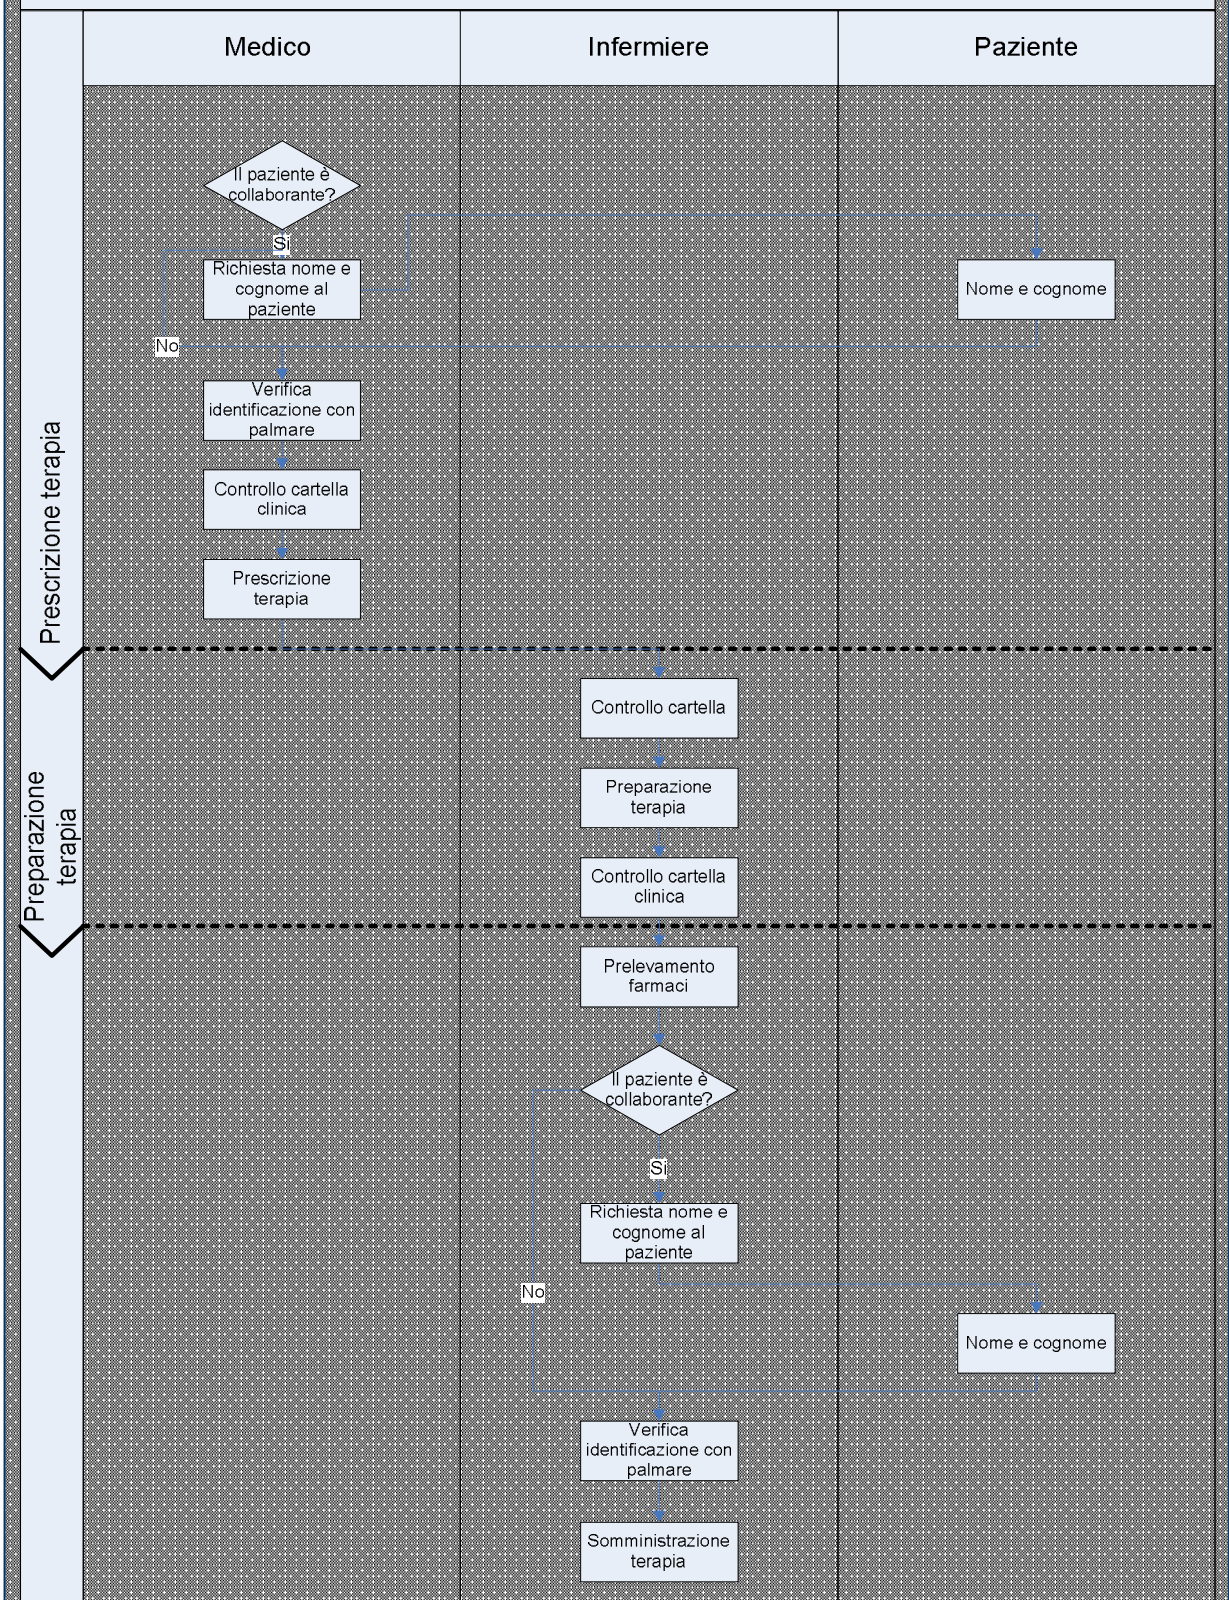 Medico
Infermiere
Paziente
Il paziente è
collaborante?
Si
Richiesta nome e
cognome al
paziente
Nome e cognome
No
Verifica
identificazione con
palmare
Controllo cartella
clinica
Prescrizione
terapia
Prescrizione terapia
Controllo cartella
Preparazione
terapia
Controllo cartella
clinica
Preparazione
terapia
Prelevamento
farmaci
Il paziente è
collaborante?
Si
Richiesta nome e
cognome al
paziente
No
Nome e cognome
Verifica
identificazione con
palmare
Somministrazione
terapia